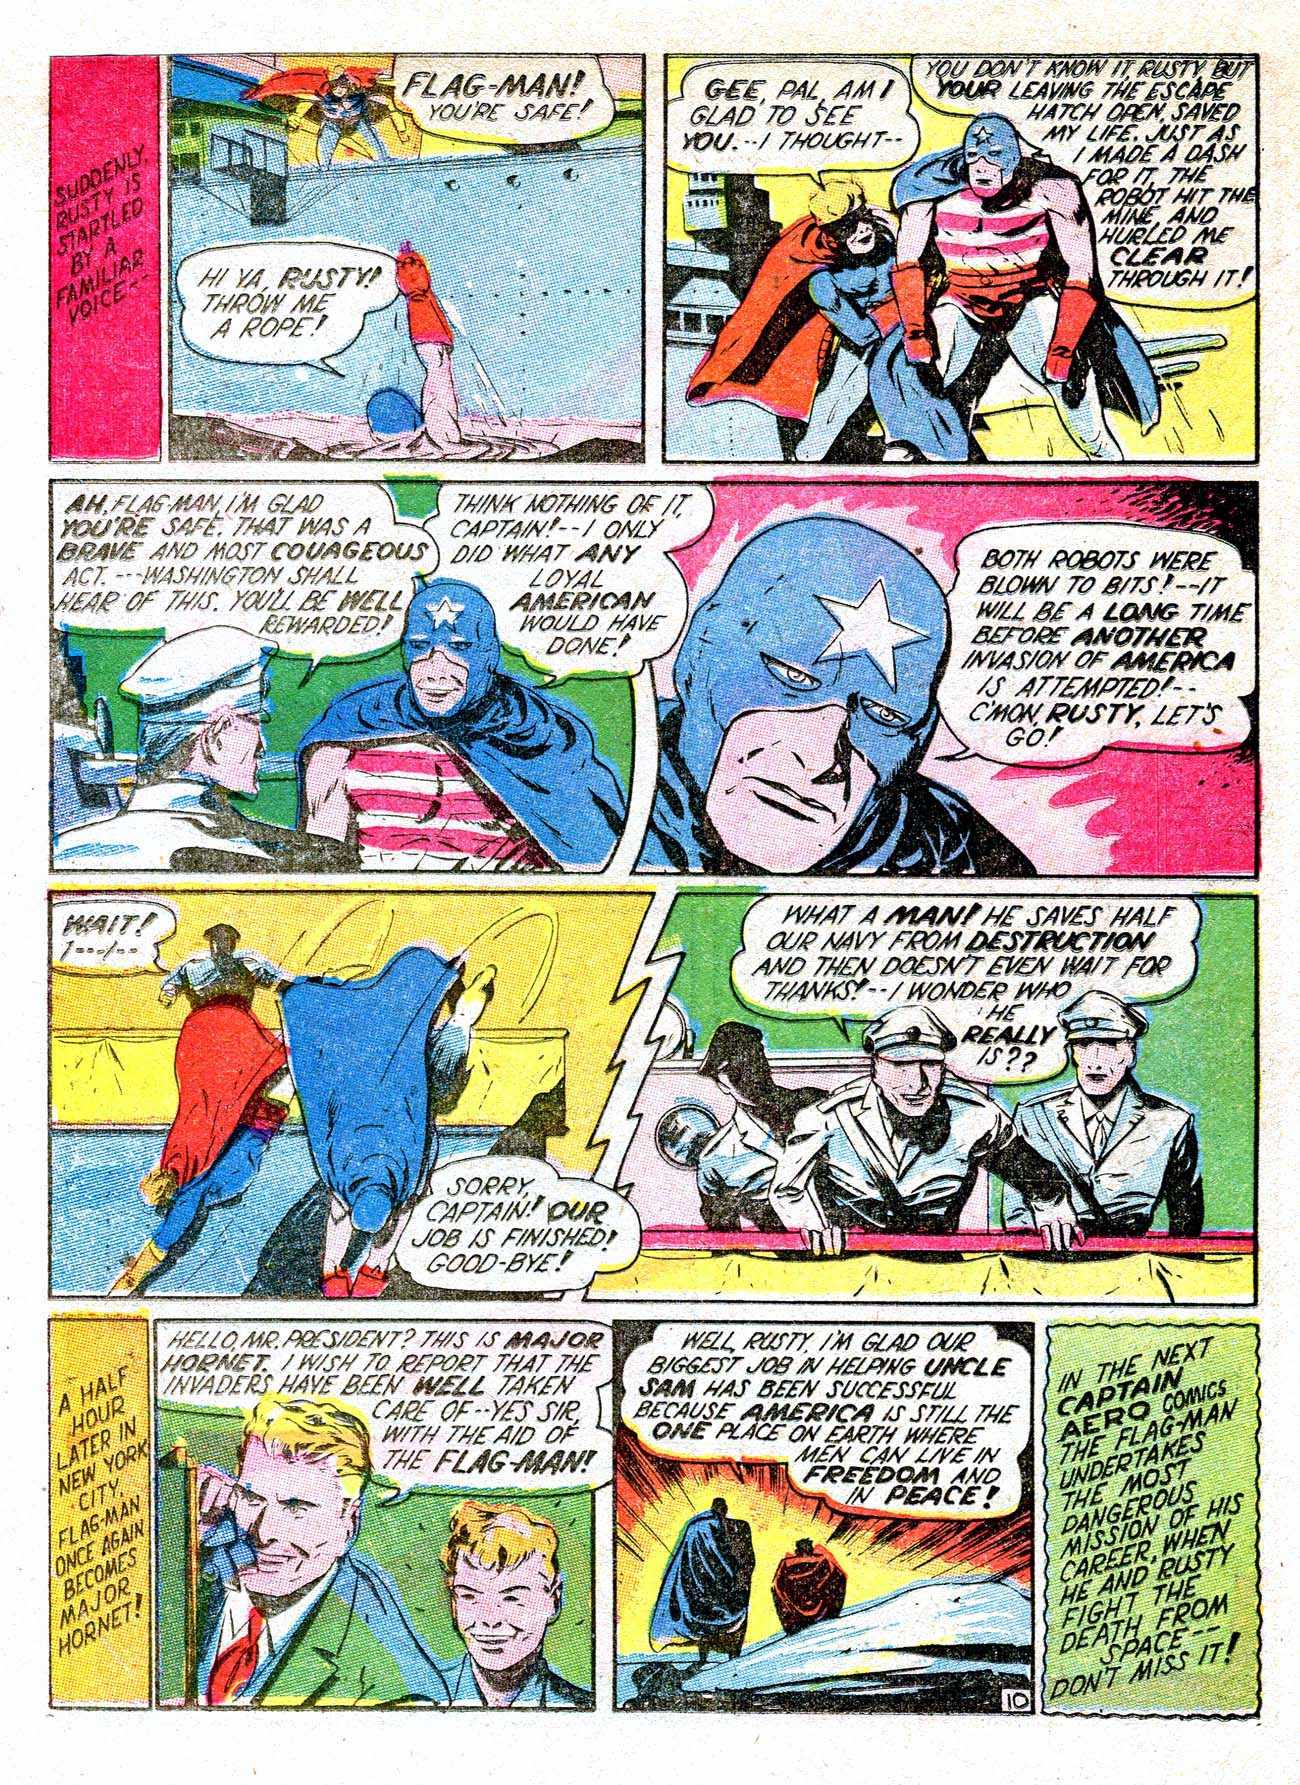 SUDDENLY,
RUSTY IS
STARTLED
BY A
FAMILIAR
VOICE---
FLAG-MAN!
YOU'RE SAFE!
HI YA, RUSTY!
THROW ME
A ROPE!
GEE, PAL, AM I
GLAD TO SEE
YOU.--I THOUGHT--
YOU DON'T KNOW IT, RUSTY, BUT
YOUR LEAVING THE ESCAPE
HATCH OPEN, SAVED
MY LIFE. JUST AS
I MADE A DASH
FOR IT, THE
ROBOT HIT THE
MINE, AND
HURLED ME
CLEAR
THROUGH IT!
AH, FLAG-MAN, I'M GLAD
YOU'RE SAFE. THAT WAS A
BRAVE AND MOST COUAGEOUS
ACT.---WASHINGTON SHALL
HEAR OF THIS. YOU'LL BE WELL
REWARDED!
THINK NOTHING OF IT,
CAPTAIN!--I ONLY
DID WHAT ANY
LOYAL
AMERICAN
WOULD HAVE
DONE!
BOTH ROBOTS WERE
BLOWN TO BITS!--IT
WILL BE A LONG TIME
BEFORE ANOTHER
INVASION OF AMERICA
IS ATTEMPTED!--
C'MON, RUSTY, LET'S
GO!
WAIT!
I---I--
SORRY,
CAPTAIN! OUR
JOB IS FINISHED!
GOOD-BYE!
WHAT A MAN! HE SAVES HALF
OUR NAVY FROM DESTRUCTION
AND THEN DOESN'T EVEN WAIT FOR
THANKS!--I WONDER WHO
HE
REALLY
IS??
A HALF
HOUR
LATER IN
NEW YORK
CITY,
FLAG-MAN
ONCE AGAIN
BECOMES
MAJOR
HORNET!
HELLO, MR. PRESIDENT? THIS IS MAJOR
HORNET. I WISH TO REPORT THAT THE
INVADERS HAVE BEEN WELL TAKEN
CARE OF--YES SIR,
WITH THE AID OF
THE FLAG-MAN!
WELL, RUSTY, I'M GLAD OUR
BIGGEST JOB IN HELPING UNCLE
SAM HAS BEEN SUCCESSFUL
BECAUSE AMERICA IS STILL THE
ONE PLACE ON EARTH WHERE
MEN CAN LIVE IN
FREEDOM AND
IN PEACE!
10
IN THE NEXT
CAPTAIN
AERO COMICS
THE FLAG-MAN
UNDERTAKES
THE MOST
DANGEROUS
MISSION OF HIS
CAREER, WHEN
HE AND RUSTY
FIGHT THE
DEATH FROM
SPACE---
DON'T MISS IT!